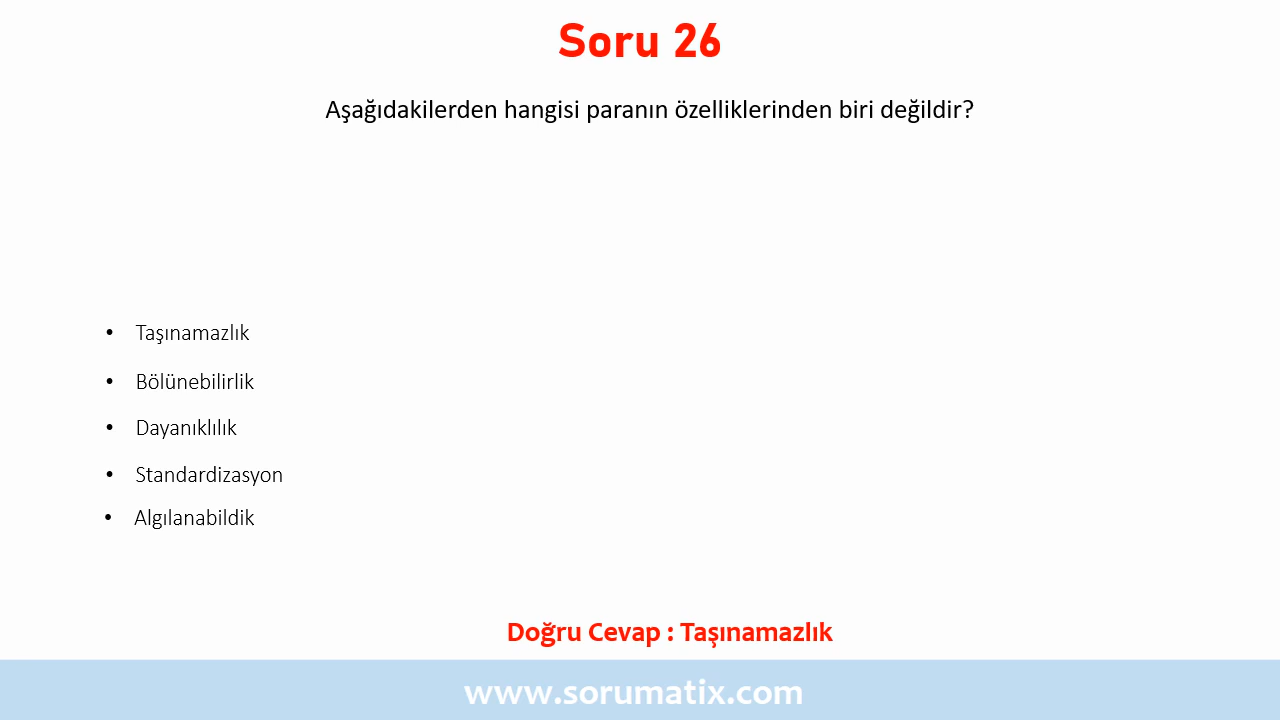 Soru 26
Aşağıdakilerden hangisi paranın özelliklerinden biri değildir?
• Taşınamazlık
• Bölünebilirlik
• Dayanıklılık
• Standardizasyon
• Algılanabildik
Doğru Cevap : Taşınamazlık
www.sorumatix.com